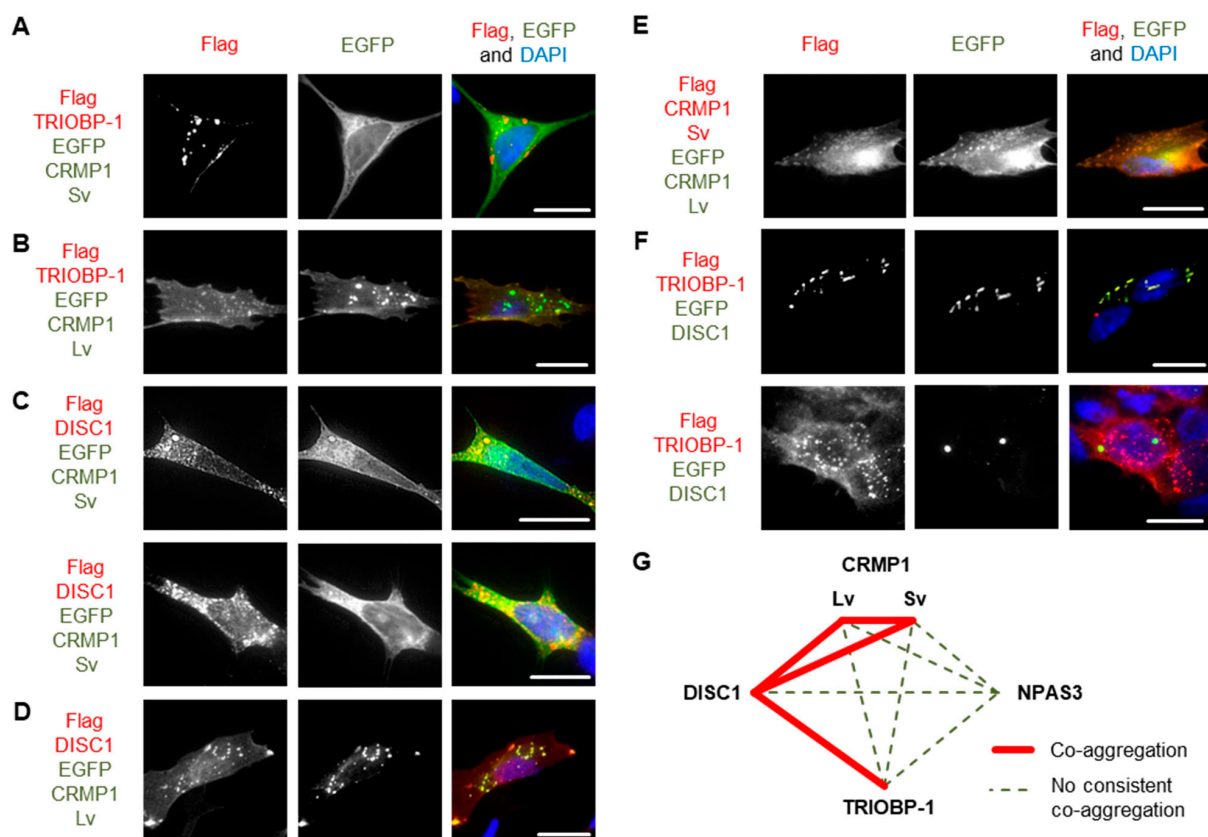 A
Flag
EGFP
Flag, EGFP
and DAPI
Flag
TRIOBP-1
EGFP
CRMP1
Sv
B
Flag
TRIOBP-1
EGFP
CRMP1
Lv
C
Flag
DISC1
EGFP
CRMP1
Sv
Flag
DISC1
EGFP
CRMP1
Sv
D
Flag
DISC1
EGFP
CRMP1
Lv
E
Flag
EGFP
Flag, EGFP
and DAPI
Flag
CRMP1
Sv
EGFP
CRMP1
Lv
F
Flag
TRIOBP-1
EGFP
DISC1
Flag
TRIOBP-1
EGFP
DISC1
G
CRMP1
Lv Sv
DISC1
NPAS3
TRIOBP-1
Co-aggregation
No consistent
co-aggregation